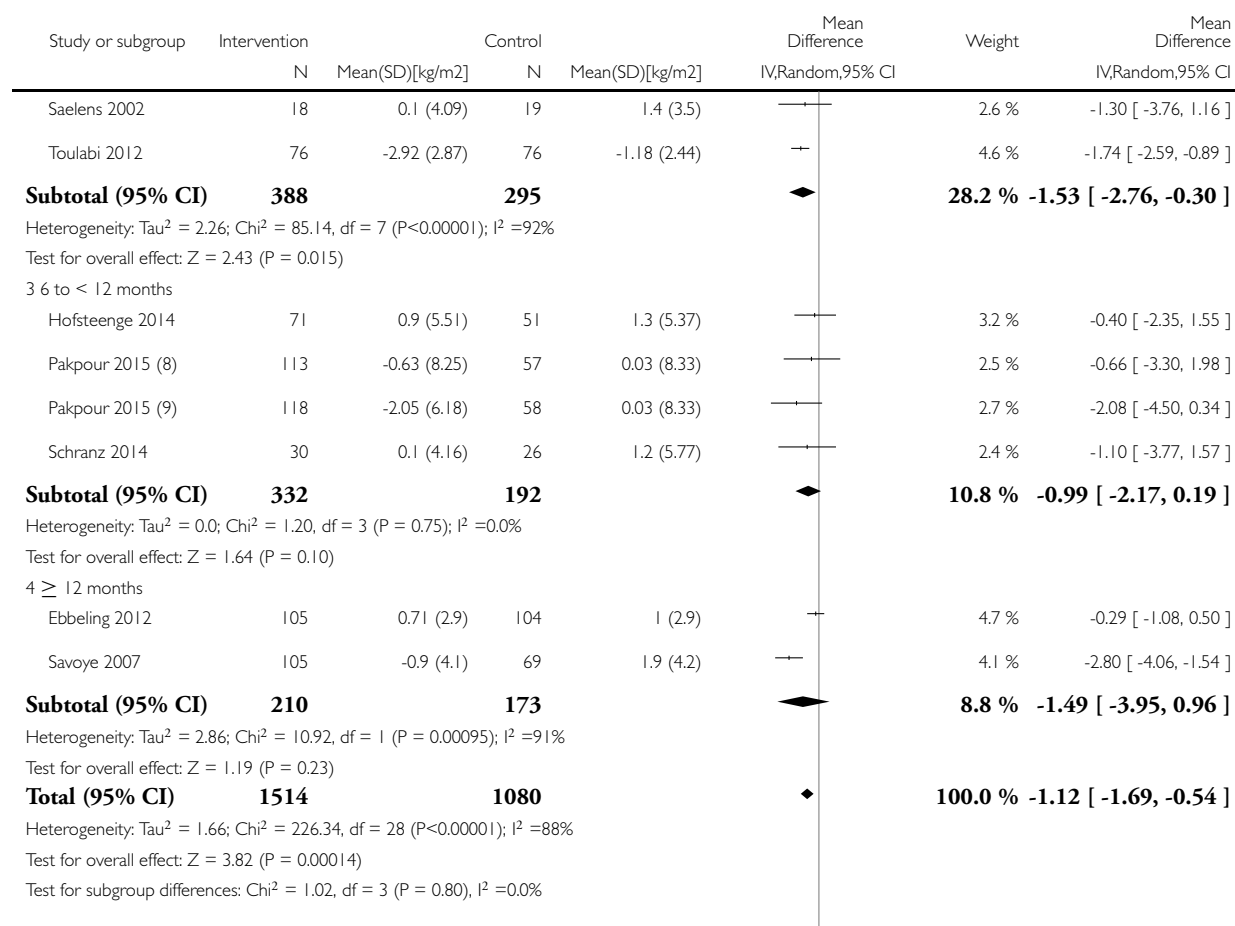 Study or subgroup Intervention Control Mean Difference Weight Mean Difference
N Mean(SD)[kg/m2] N Mean(SD)[kg/m2] IV,Random,95% CI IV,Random,95% CI
Saelens 2002 18 0.1 (4.09) 19 1.4 (3.5) 2.6 % -1.30 [ -3.76, 1.16 ]
Toulabi 2012 76 -2.92 (2.87) 76 -1.18 (2.44) 4.6 % -1.74 [ -2.59, -0.89 ]
Subtotal (95% CI) 388 295 28.2 % -1.53 [ -2.76, -0.30 ]
Heterogeneity: Tau² = 2.26; Chi² = 85.14, df = 7 (P<0.00001); I² =92%
Test for overall effect: Z = 2.43 (P = 0.015)
3 6 to < 12 months
Hofsteenge 2014 71 0.9 (5.51) 51 1.3 (5.37) 3.2 % -0.40 [ -2.35, 1.55 ]
Pakpour 2015 (8) 113 -0.63 (8.25) 57 0.03 (8.33) 2.5 % -0.66 [ -3.30, 1.98 ]
Pakpour 2015 (9) 118 -2.05 (6.18) 58 0.03 (8.33) 2.7 % -2.08 [ -4.50, 0.34 ]
Schranz 2014 30 0.1 (4.16) 26 1.2 (5.77) 2.4 % -1.10 [ -3.77, 1.57 ]
Subtotal (95% CI) 332 192 10.8 % -0.99 [ -2.17, 0.19 ]
Heterogeneity: Tau² = 0.0; Chi² = 1.20, df = 3 (P = 0.75); I² =0.0%
Test for overall effect: Z = 1.64 (P = 0.10)
4 ≥ 12 months
Ebbeling 2012 105 0.71 (2.9) 104 1 (2.9) 4.7 % -0.29 [ -1.08, 0.50 ]
Savoye 2007 105 -0.9 (4.1) 69 1.9 (4.2) 4.1 % -2.80 [ -4.06, -1.54 ]
Subtotal (95% CI) 210 173 8.8 % -1.49 [ -3.95, 0.96 ]
Heterogeneity: Tau² = 2.86; Chi² = 10.92, df = 1 (P = 0.00095); I² =91%
Test for overall effect: Z = 1.19 (P = 0.23)
Total (95% CI) 1514 1080 100.0 % -1.12 [ -1.69, -0.54 ]
Heterogeneity: Tau² = 1.66; Chi² = 226.34, df = 28 (P<0.00001); I² =88%
Test for overall effect: Z = 3.82 (P = 0.00014)
Test for subgroup differences: Chi² = 1.02, df = 3 (P = 0.80), I² =0.0%